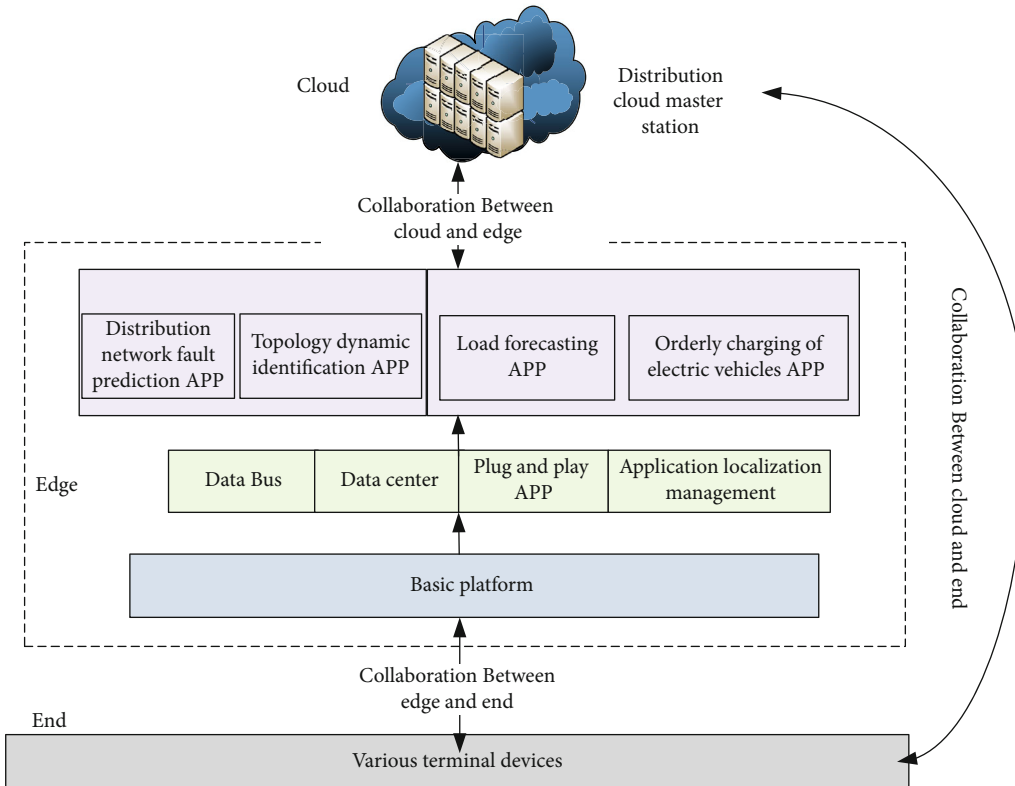 Cloud
Distribution
cloud master
station
Collaboration Between
cloud and edge
Distribution
network fault
prediction APP
Topology dynamic
identification APP
Load forecasting
APP
Orderly charging of
electric vehicles APP
Collaboration Between cloud and end
Edge
Data Bus
Data center
Plug and play
APP
Application localization
management
Basic platform
Collaboration Between
edge and end
End
Various terminal devices